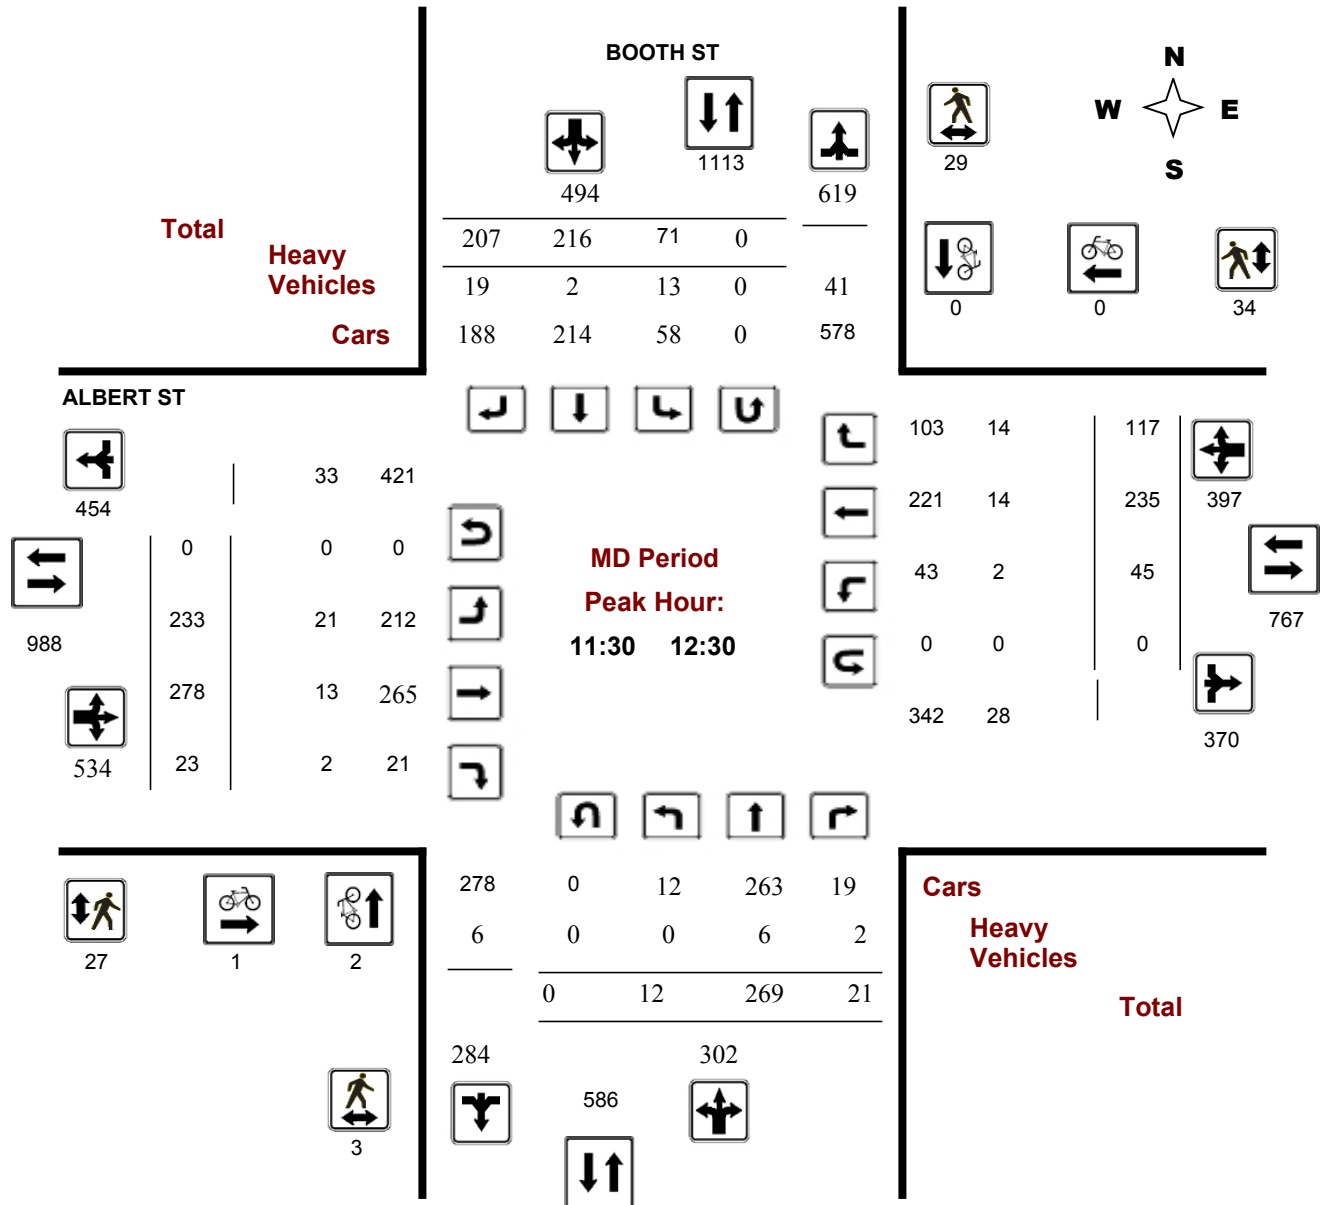 BOOTH ST
N
W E
S
1113
29
494 619
Total
207 216 71 0
Heavy
Vehicles
19 2 13 0 41
0 0 34
Cars
188 214 58 0 578
ALBERT ST
103 14 117
33 421
454
221 14 235 397
0 0 0
MD Period
43 2 45
Peak Hour:
233 21 212
767
988
11:30 12:30
0 0 0
278 13 265
342 28
370
534 23 2 21
278 0 12 263 19
Cars
6 0 0 6 2
Heavy
Vehicles
27 1 2
0 12 269 21
Total
284 302
586
3